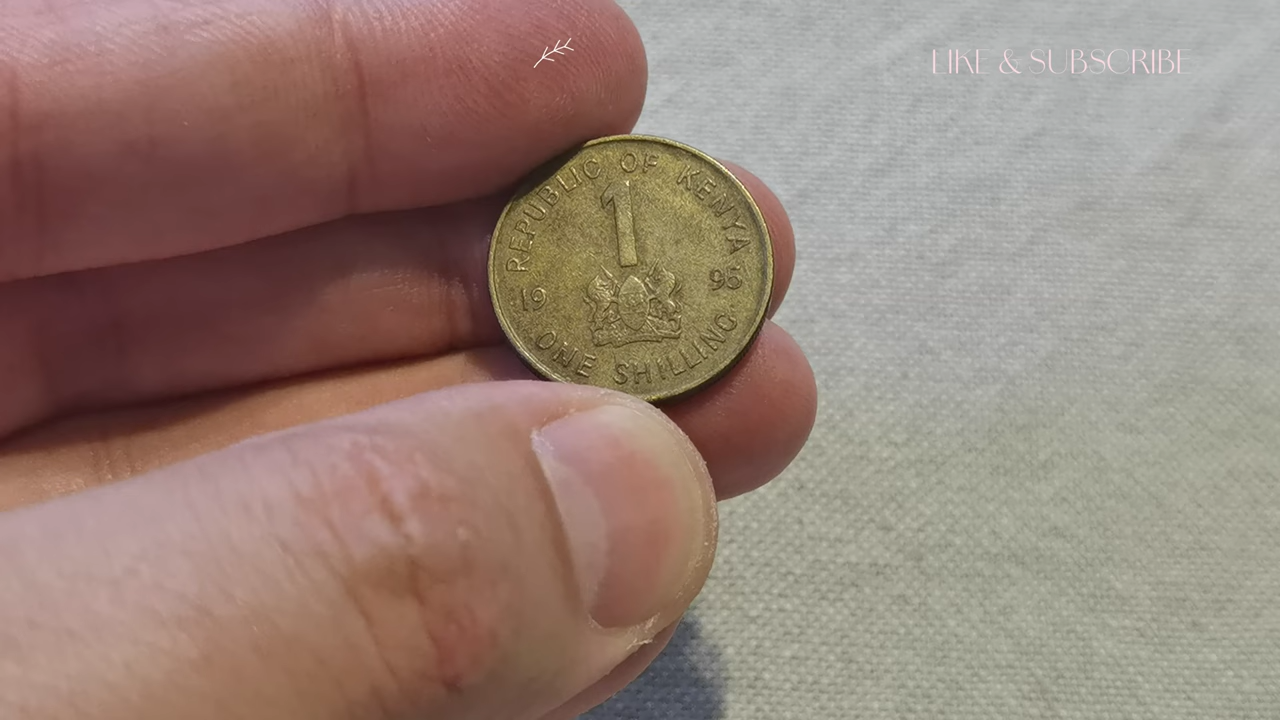 LIKE & SUBSCRIBE
REPUBLIC OF KENYA
1
19 95
ONE SHILLING